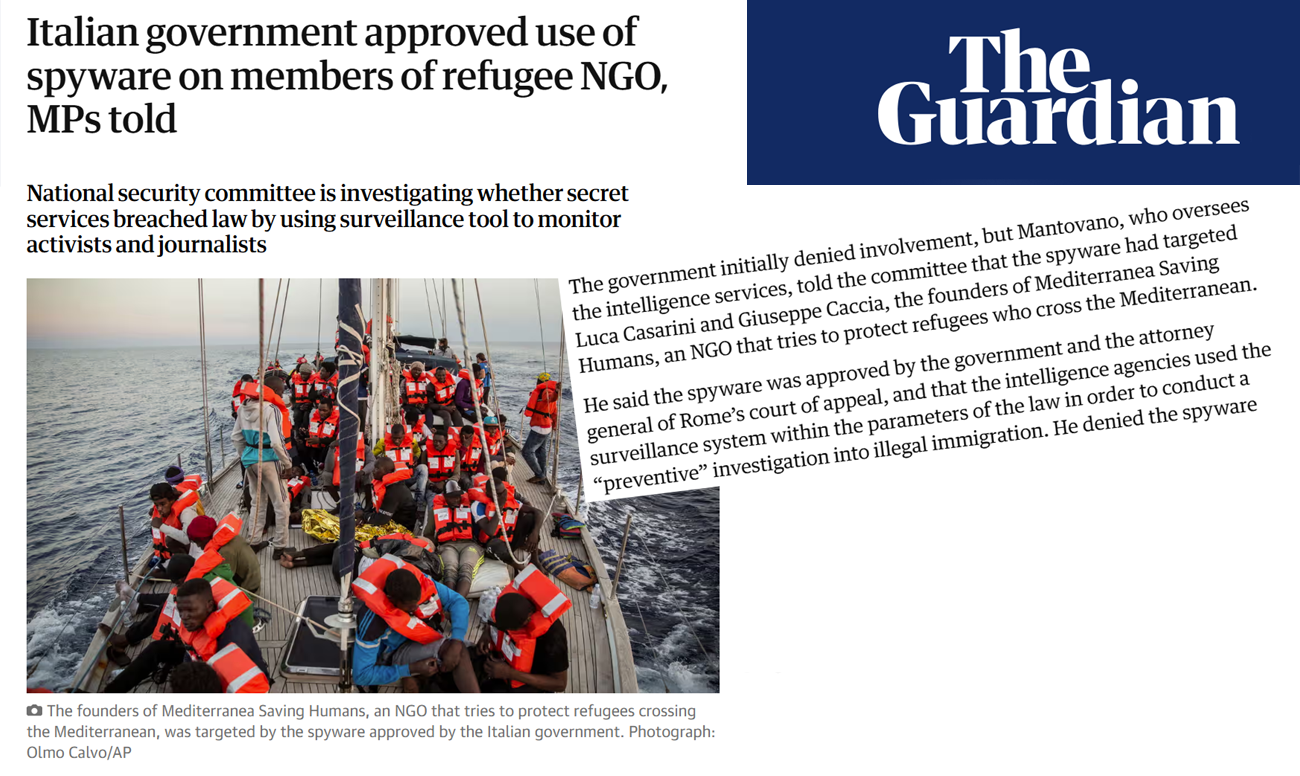 Italian government approved use of
spyware on members of refugee NGO,
MPs told
The
Guardian
National security committee is investigating whether secret
services breached law by using surveillance tool to monitor
activists and journalists
The government initially denied involvement, but Mantovano, who oversees
the intelligence services, told the committee that the spyware had targeted
Luca Casarini and Giuseppe Caccia, the founders of Mediterranea Saving
Humans, an NGO that tries to protect refugees who cross the Mediterranean.
He said the spyware was approved by the government and the attorney
general of Rome’s court of appeal, and that the intelligence agencies used the
surveillance system within the parameters of the law in order to conduct a
“preventive” investigation into illegal immigration. He denied the spyware
The founders of Mediterranea Saving Humans, an NGO that tries to protect refugees crossing
the Mediterranean, was targeted by the spyware approved by the Italian government. Photograph:
Olmo Calvo/AP